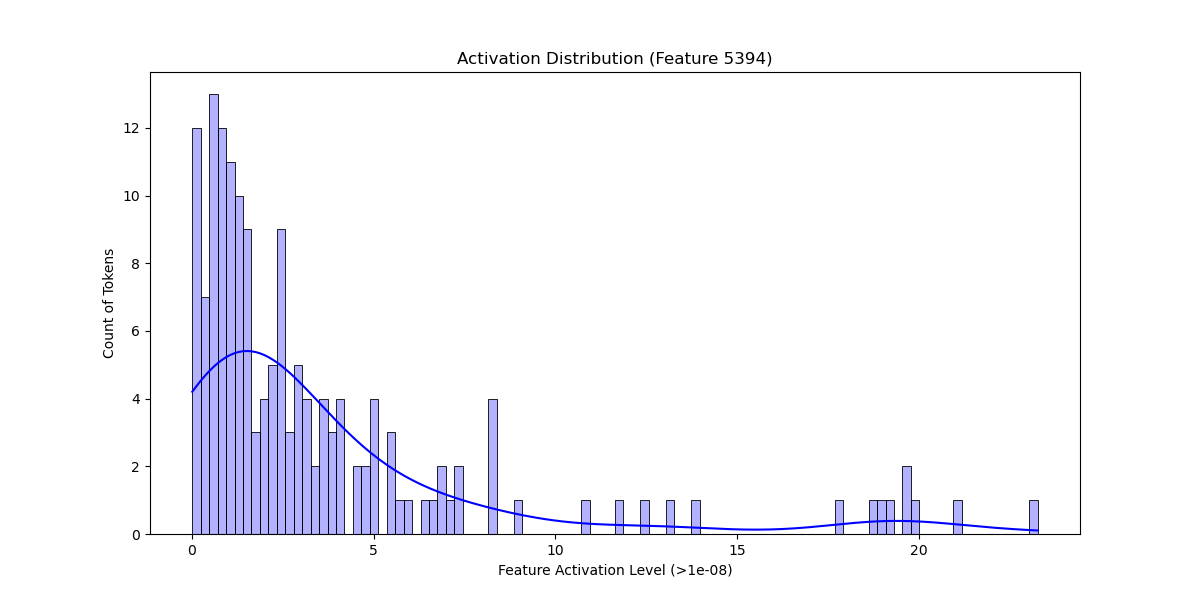 Activation Distribution (Feature 5394)
12
10
8
6
4
2
0
Count of Tokens
0 5 10 15 20
Feature Activation Level (>1e-08)